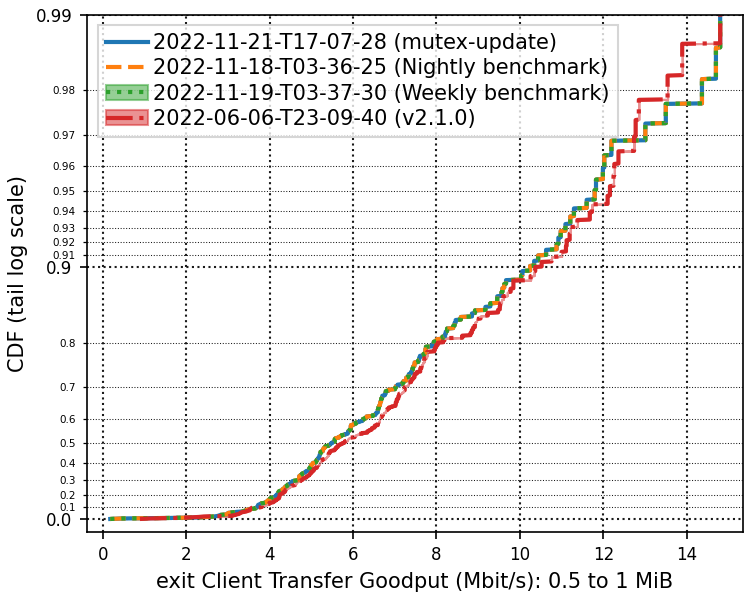 0.99
2022-11-21-T17-07-28 (mutex-update)
2022-11-18-T03-36-25 (Nightly benchmark)
2022-11-19-T03-37-30 (Weekly benchmark)
2022-06-06-T23-09-40 (v2.1.0)
0.98
0.97
0.96
0.95
0.94
0.93
0.92
0.91
0.9
0.8
0.7
0.6
0.5
0.4
0.3
0.2
0.1
0.0
CDF (tail log scale)
0 2 4 6 8 10 12 14
exit Client Transfer Goodput (Mbit/s): 0.5 to 1 MiB